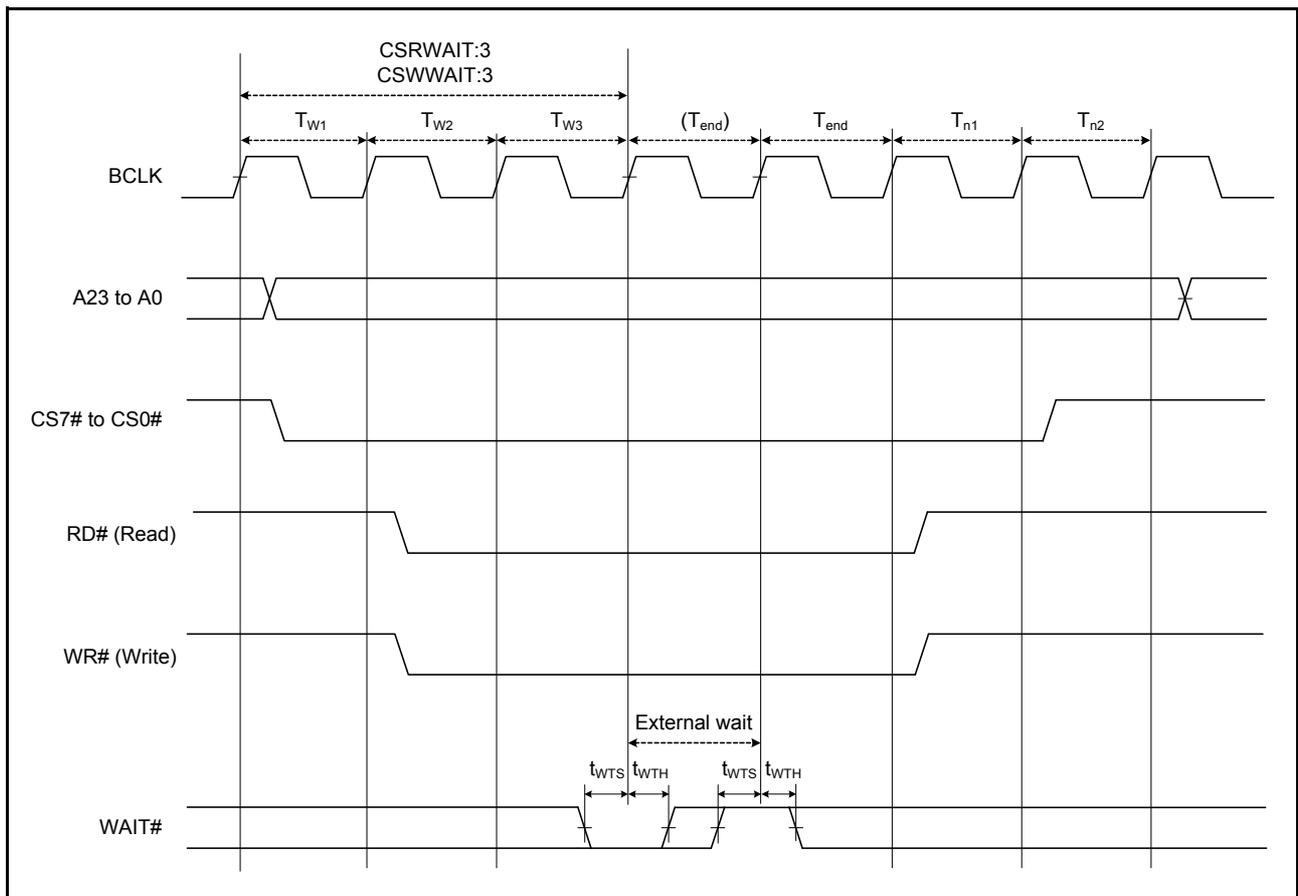 CSRWAIT:3
CSWWAIT:3
TW1 TW2 TW3 (Tend) Tend Tn1 Tn2
BCLK
A23 to A0
CS7# to CS0#
RD# (Read)
WR# (Write)
External wait
tWTS tWTH tWTS tWTH
WAIT#